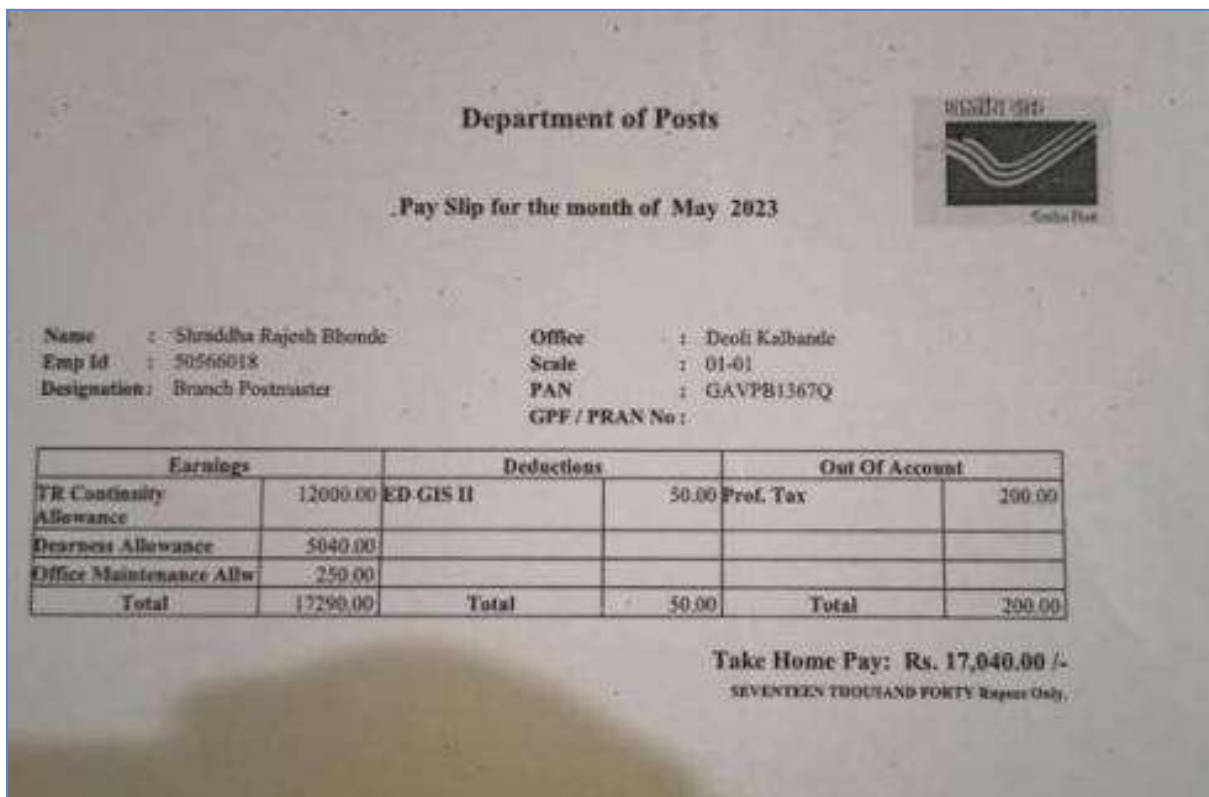 भारतीय डाक
Department of Posts
Pay Slip for the month of May 2023
Name : Shraddha Rajesh Bhonde Office : Deoli Kalbande
Emp Id : 50566018 Scale : 01-01
Designation : Branch Postmaster PAN : GAVPB1367Q
GPF / PRAN No :
Earnings Deductions Out Of Account
TR Continuity Allowance 12000.00 ED GIS II 50.00 Prof. Tax 200.00
Dearness Allowance 5040.00
Office Maintenance Allw 250.00
Total 17290.00 Total 50.00 Total 200.00
Take Home Pay: Rs. 17,040.00 /-
SEVENTEEN THOUSAND FORTY Rupees Only.